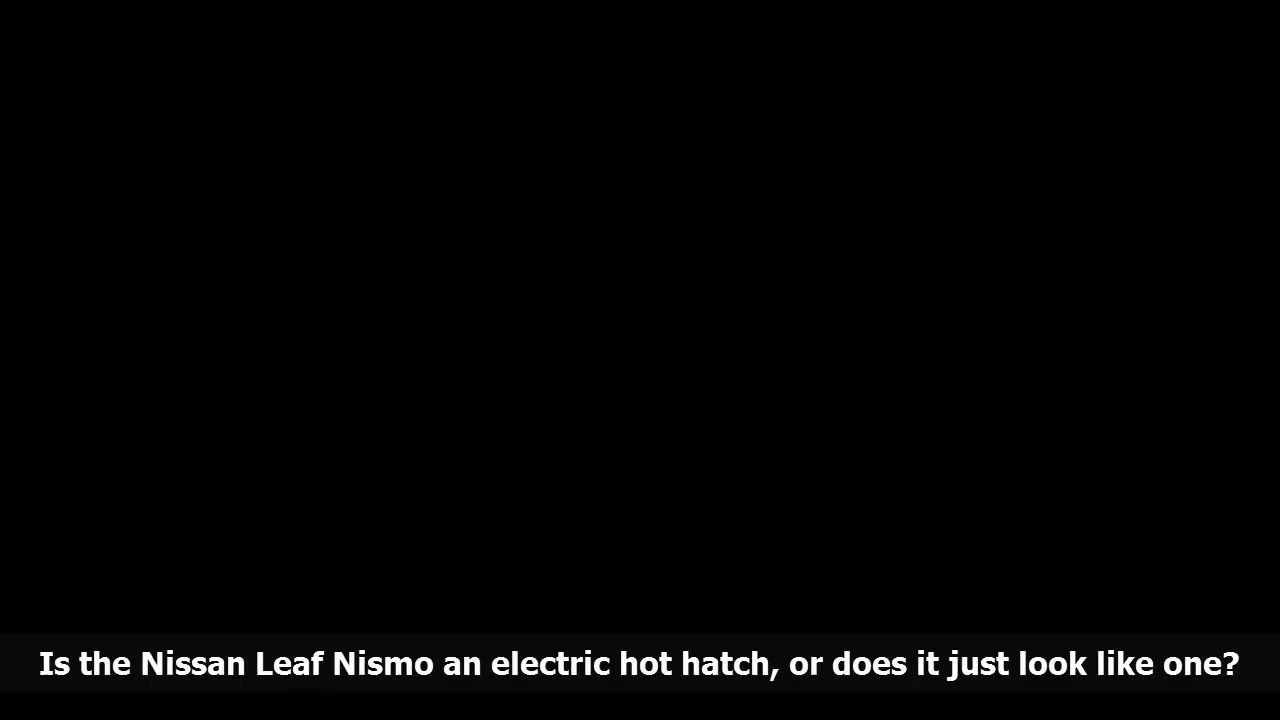 Is the Nissan Leaf Nismo an electric hot hatch, or does it just look like one?